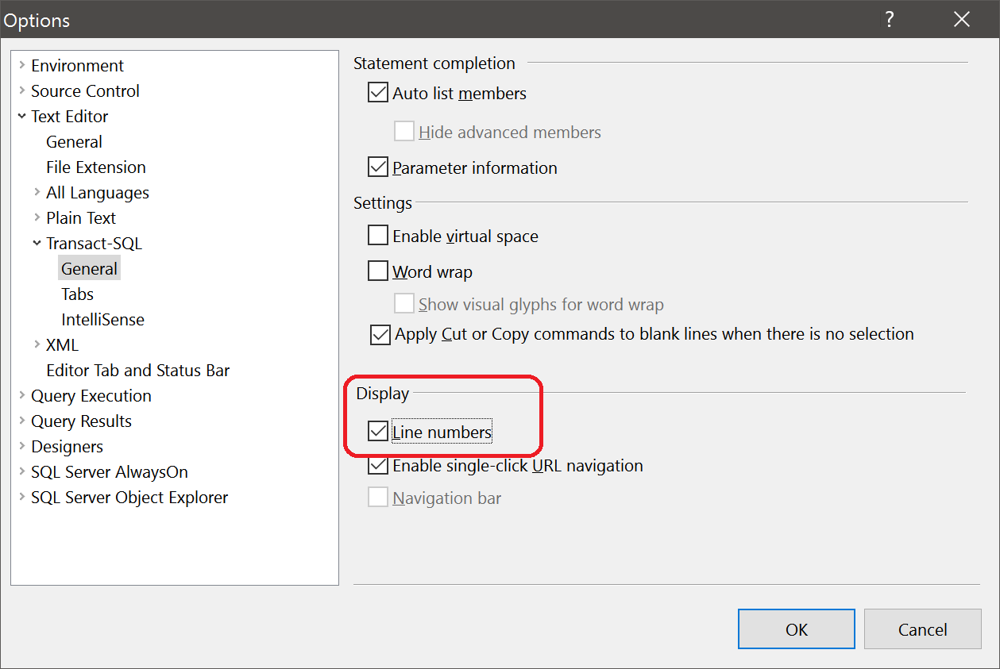 Options
?
Environment
Source Control
Text Editor
General
File Extension
All Languages
Plain Text
Transact-SQL
General
Tabs
IntelliSense
XML
Editor Tab and Status Bar
Query Execution
Query Results
Designers
SQL Server AlwaysOn
SQL Server Object Explorer
Statement completion
Auto list members
Hide advanced members
Parameter information
Settings
Enable virtual space
Word wrap
Show visual glyphs for word wrap
Apply Cut or Copy commands to blank lines when there is no selection
Display
Line numbers
Enable single-click URL navigation
Navigation bar
OK
Cancel